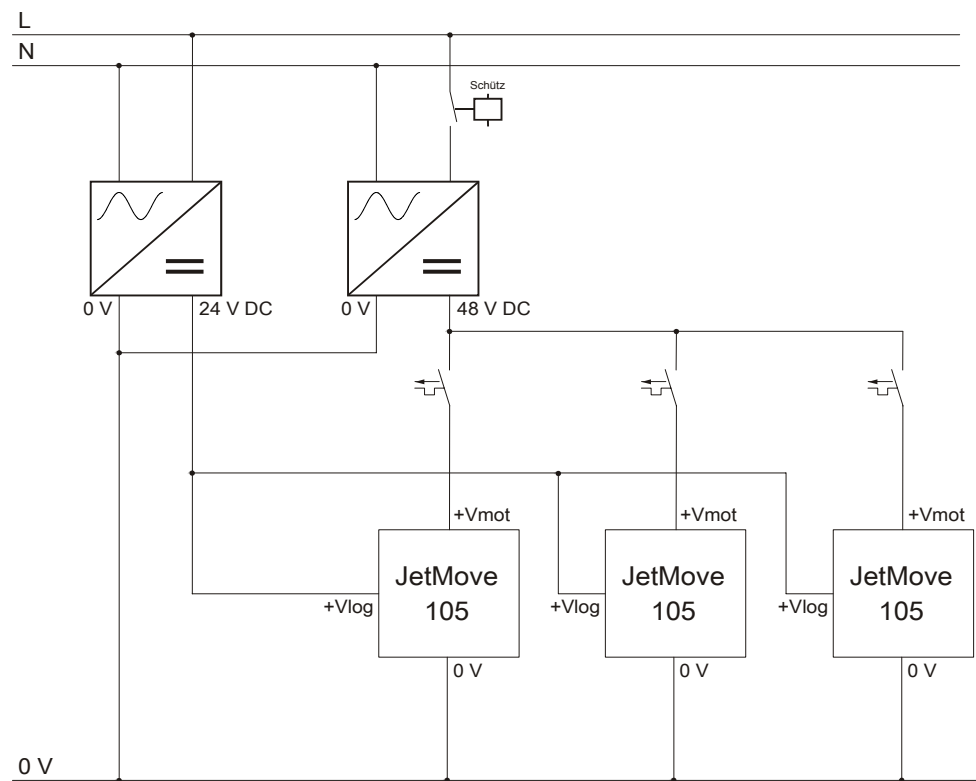 L
N
Schütz
0 V
24 V DC
0 V
48 V DC
+Vmot
+Vmot
+Vmot
JetMove
105
JetMove
105
JetMove
105
+Vlog
+Vlog
+Vlog
0 V
0 V
0 V
0 V